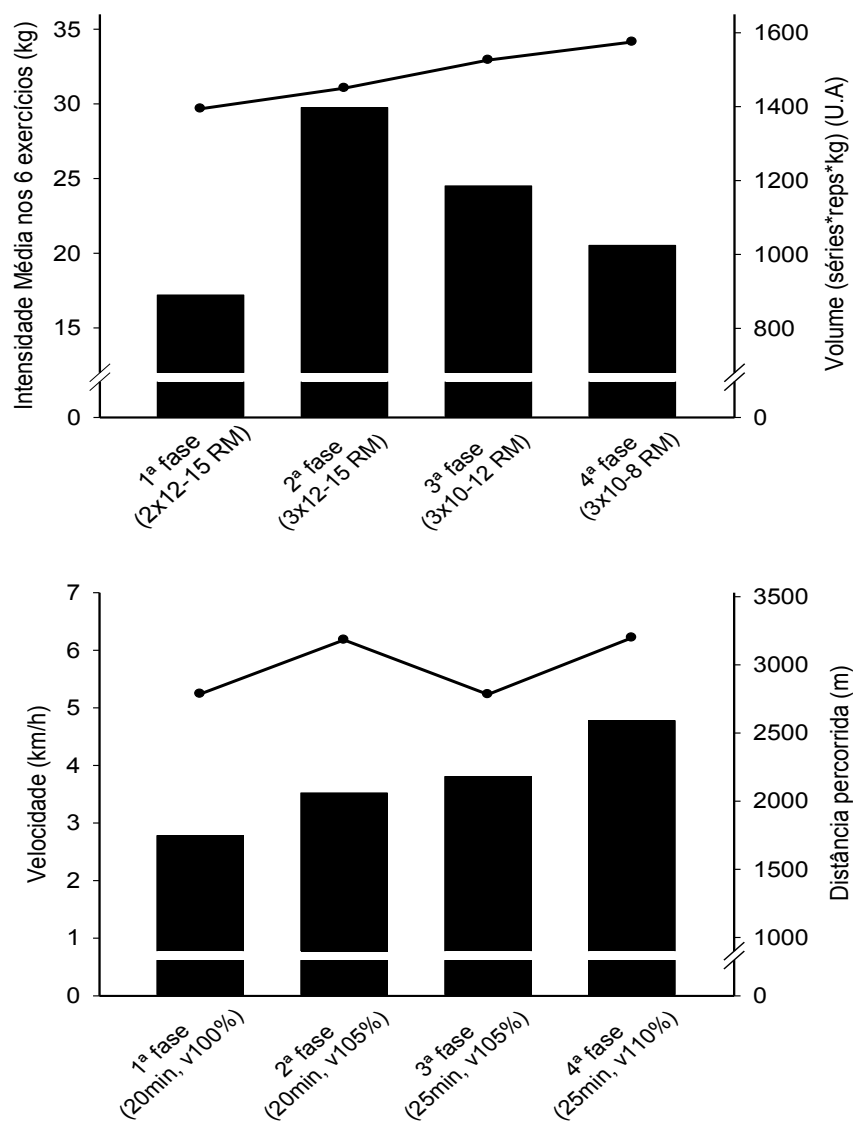 Intensidade Média nos 6 exercícios (kg)
35
30
25
20
15
0
1600
1400
1200
1000
800
0
Volume (séries*reps*kg) (U.A)
1ª fase
(2x12-15 RM)
2ª fase
(3x12-15 RM)
3ª fase
(3x10-12 RM)
4ª fase
(3x10-8 RM)
Velocidade (km/h)
7
6
5
4
3
2
1
0
3500
3000
2500
2000
1500
1000
0
Distância percorrida (m)
1ª fase
(20min, v100%)
2ª fase
(20min, v105%)
3ª fase
(25min, v105%)
4ª fase
(25min, v110%)